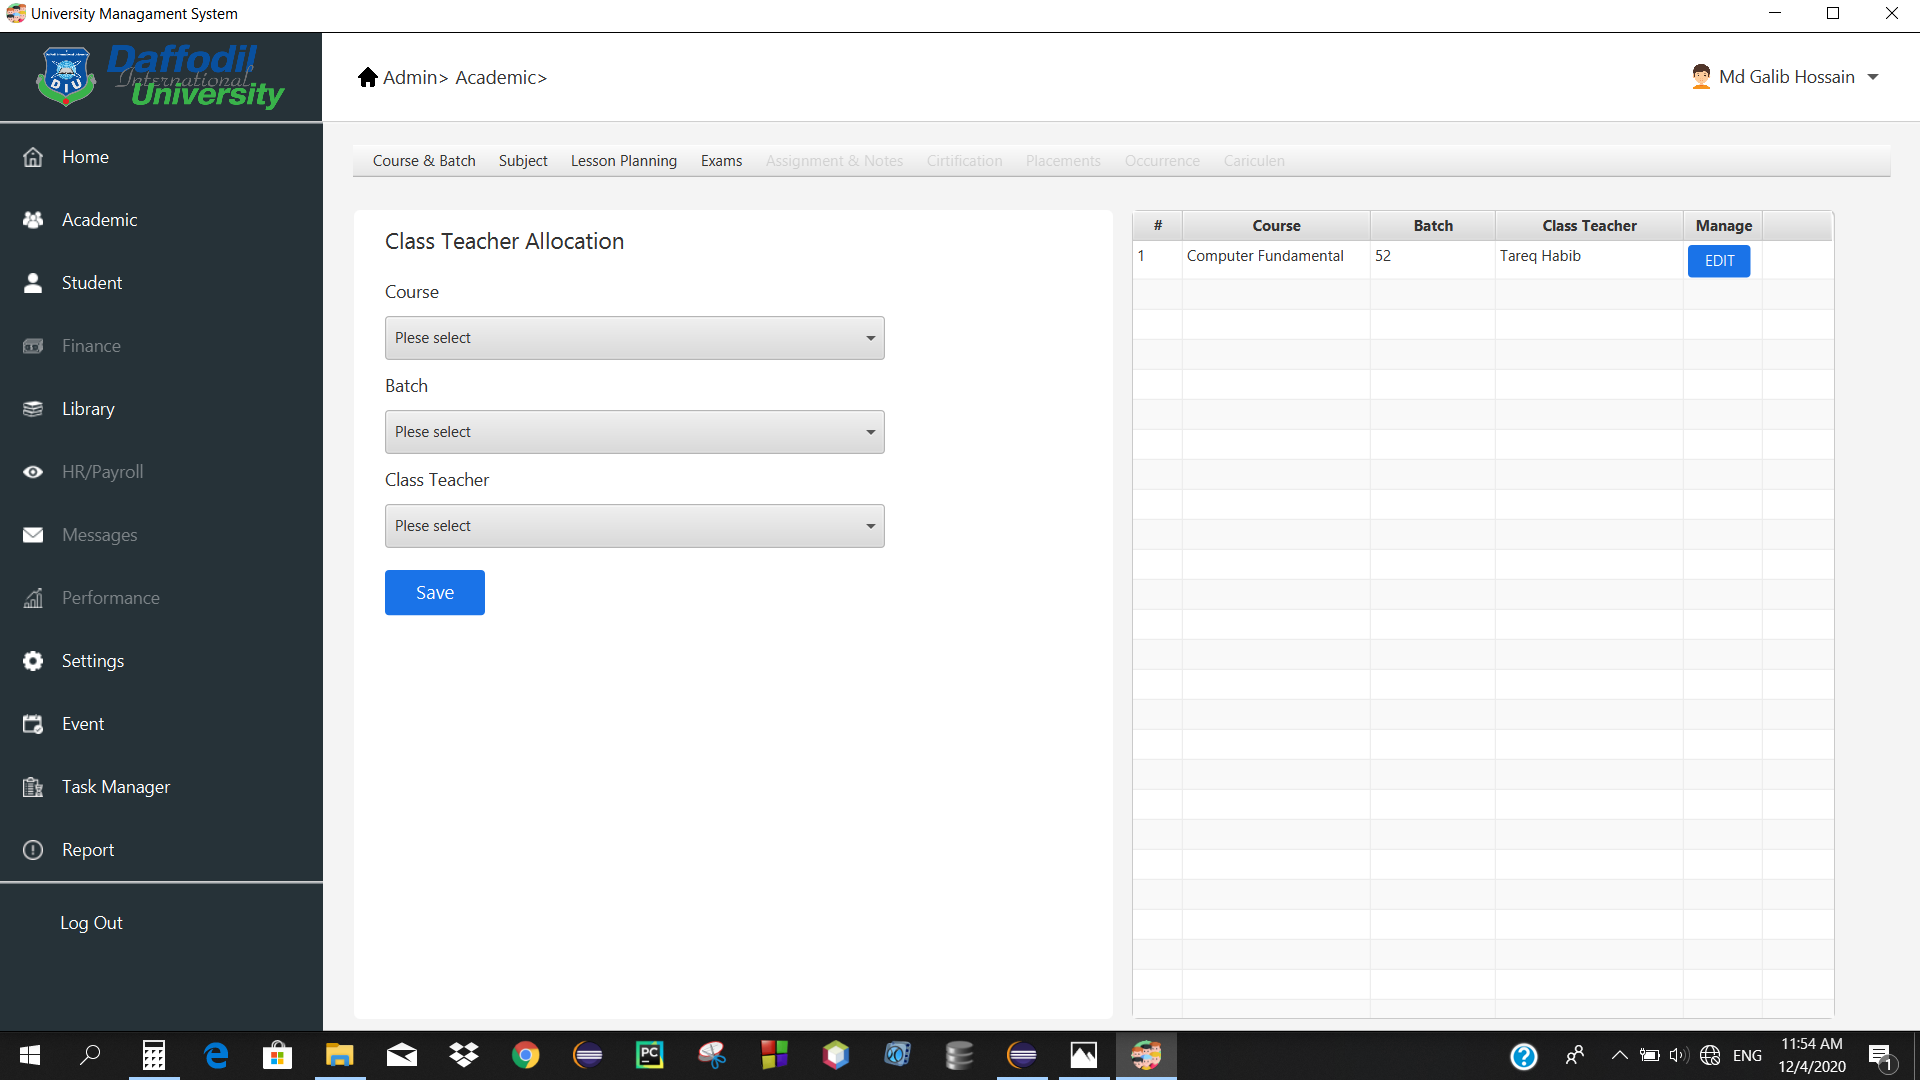 University Managament System
Daffodil
International
University
DIU
Admin> Academic>
Md Galib Hossain
Home
Academic
Student
Finance
Library
HR/Payroll
Messages
Performance
Settings
Event
Task Manager
Report
Log Out
Course & Batch Subject Lesson Planning Exams Assignment & Notes Cirtification Placements Occurrence Cariculen
Class Teacher Allocation
Course
Plese select
Batch
Plese select
Class Teacher
Plese select
Save
# Course Batch Class Teacher Manage
1 Computer Fundamental 52 Tareq Habib EDIT
PC
ENG
11:54 AM
12/4/2020
1